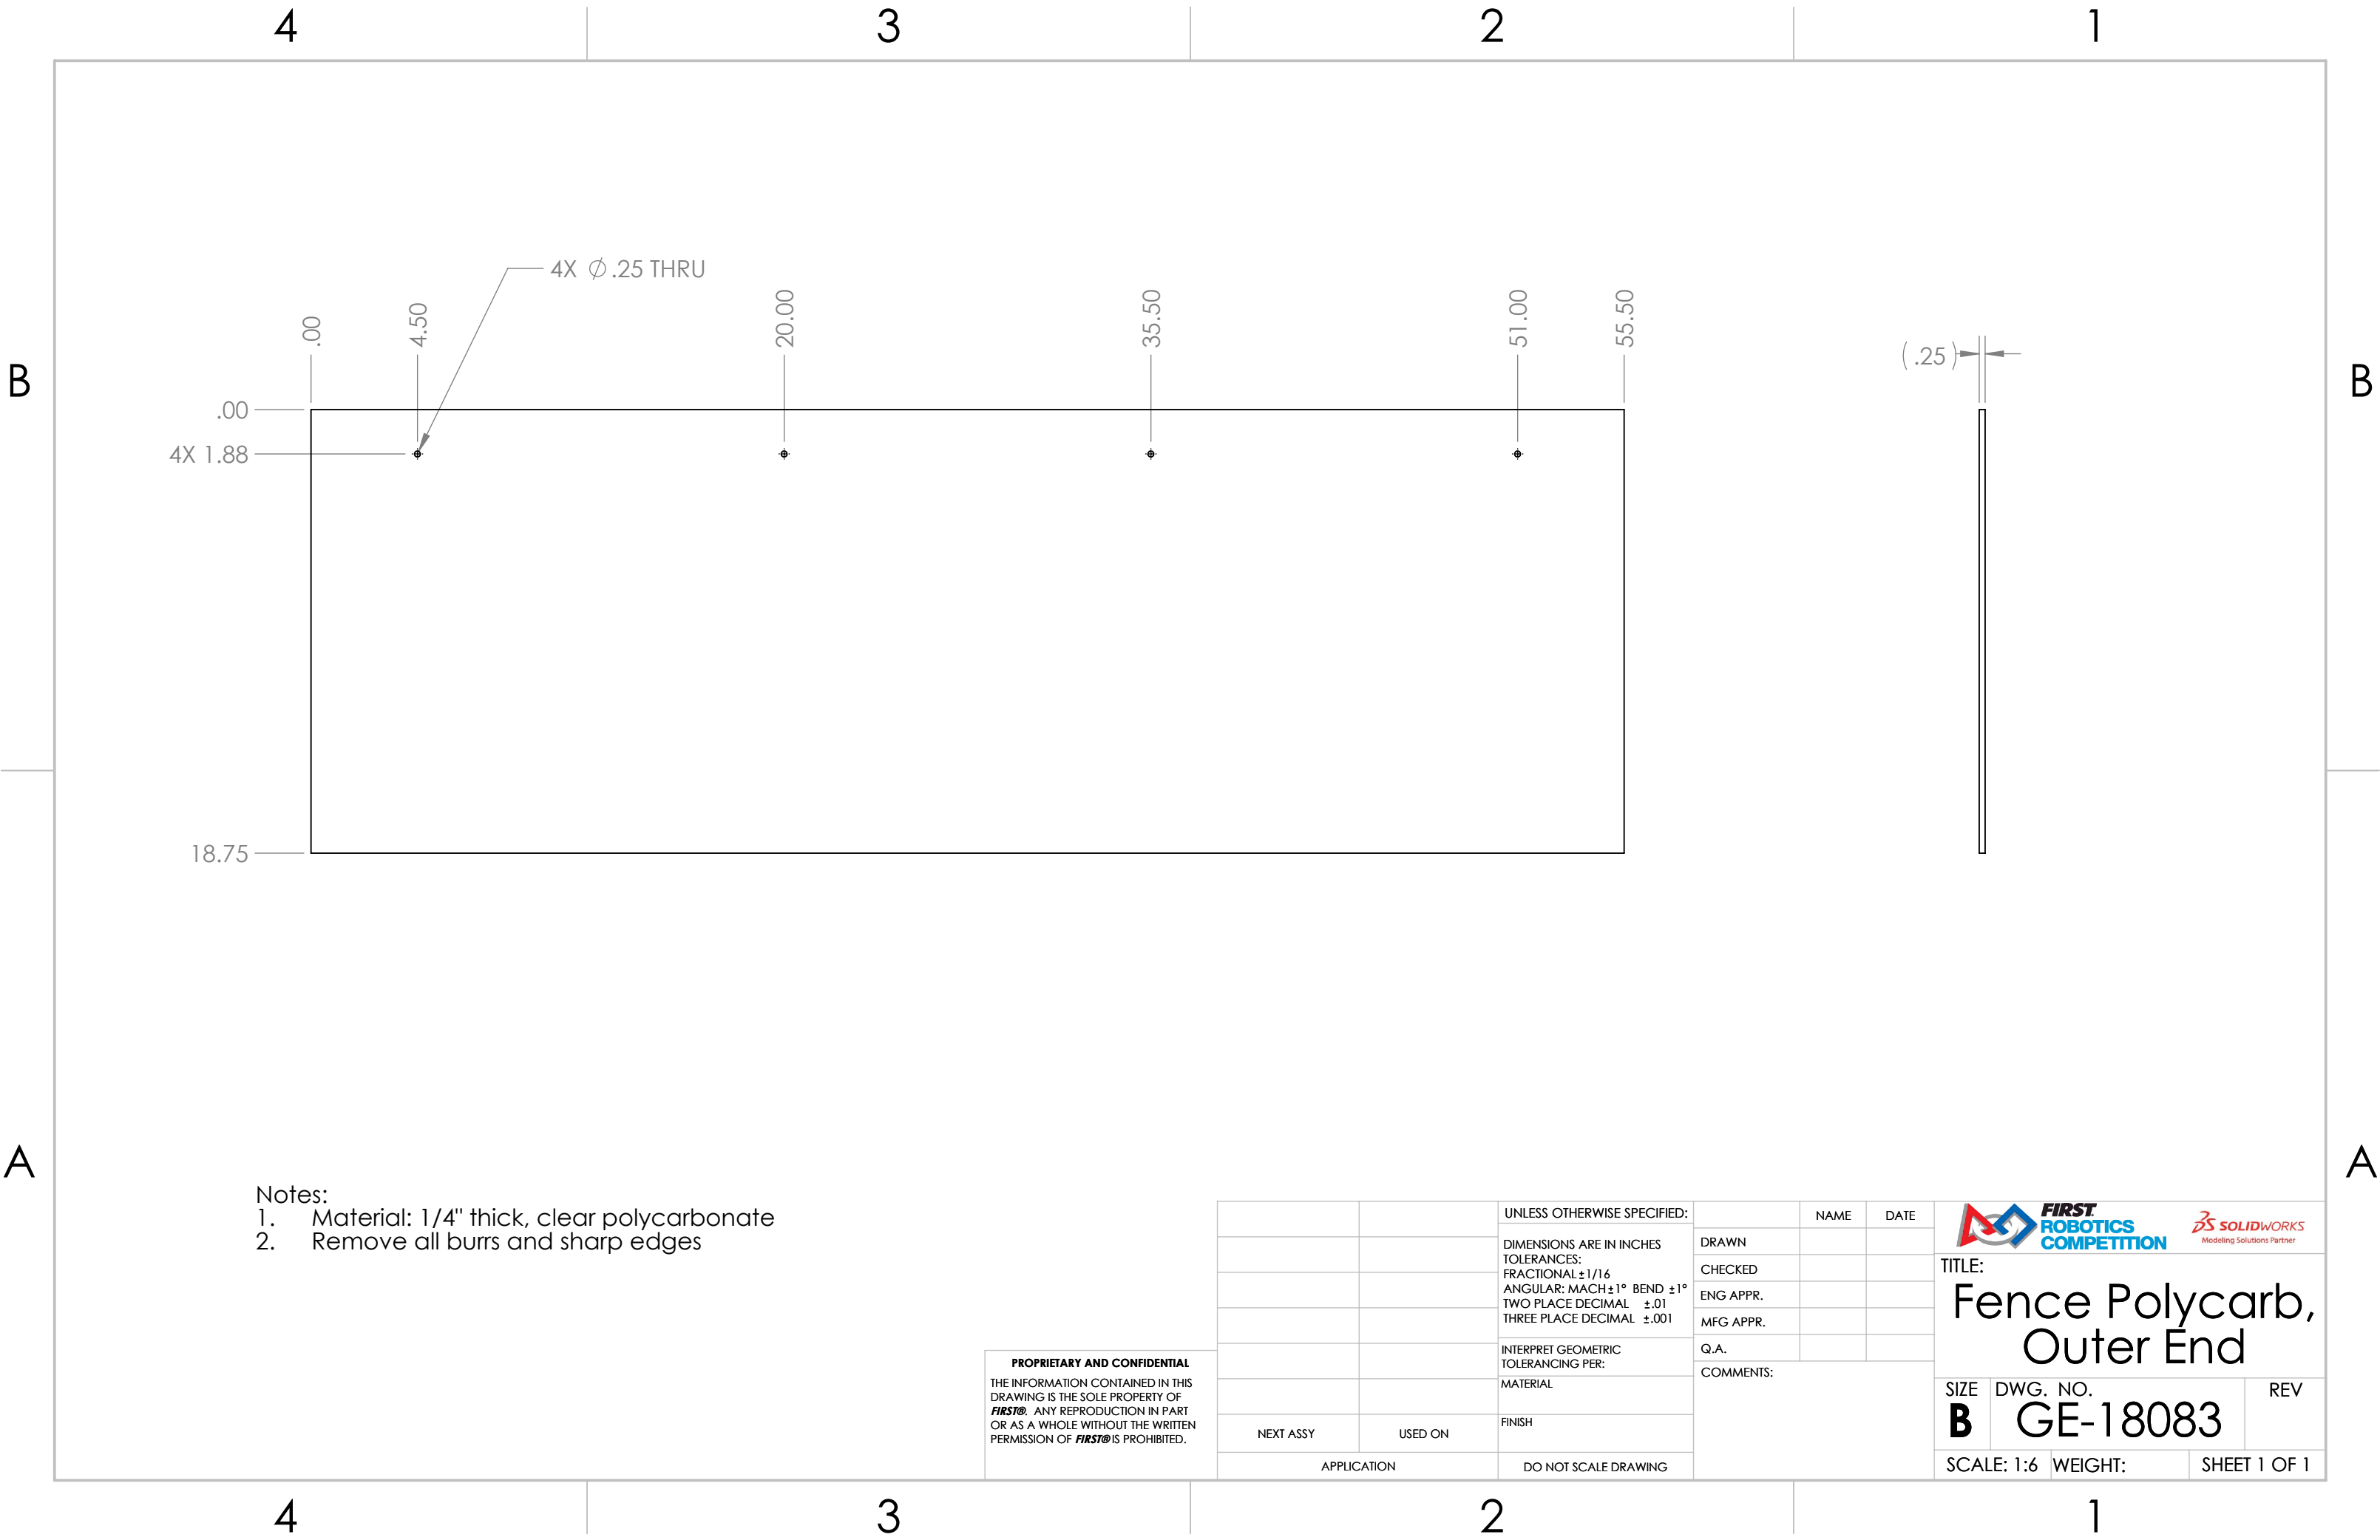 4 3 2 1
4X ∅ .25 THRU
.00 4.50 20.00 35.50 51.00 55.50
( .25 )
B B
.00
4X 1.88
18.75
A A
Notes:
1. Material: 1/4" thick, clear polycarbonate
2. Remove all burrs and sharp edges
PROPRIETARY AND CONFIDENTIAL
THE INFORMATION CONTAINED IN THIS
DRAWING IS THE SOLE PROPERTY OF
FIRST®. ANY REPRODUCTION IN PART
OR AS A WHOLE WITHOUT THE WRITTEN
PERMISSION OF FIRST® IS PROHIBITED.
NEXT ASSY USED ON
APPLICATION
UNLESS OTHERWISE SPECIFIED:
DIMENSIONS ARE IN INCHES
TOLERANCES:
FRACTIONAL ±1/16
ANGULAR: MACH ±1° BEND ±1°
TWO PLACE DECIMAL ±.01
THREE PLACE DECIMAL ±.001
INTERPRET GEOMETRIC
TOLERANCING PER:
MATERIAL
FINISH
DO NOT SCALE DRAWING
NAME DATE
DRAWN
CHECKED
ENG APPR.
MFG APPR.
Q.A.
COMMENTS:
FIRST
ROBOTICS
COMPETITION
SOLIDWORKS
Modeling Solutions Partner
TITLE:
Fence Polycarb,
Outer End
SIZE DWG. NO. REV
B GE-18083
SCALE: 1:6 WEIGHT: SHEET 1 OF 1
4 3 2 1